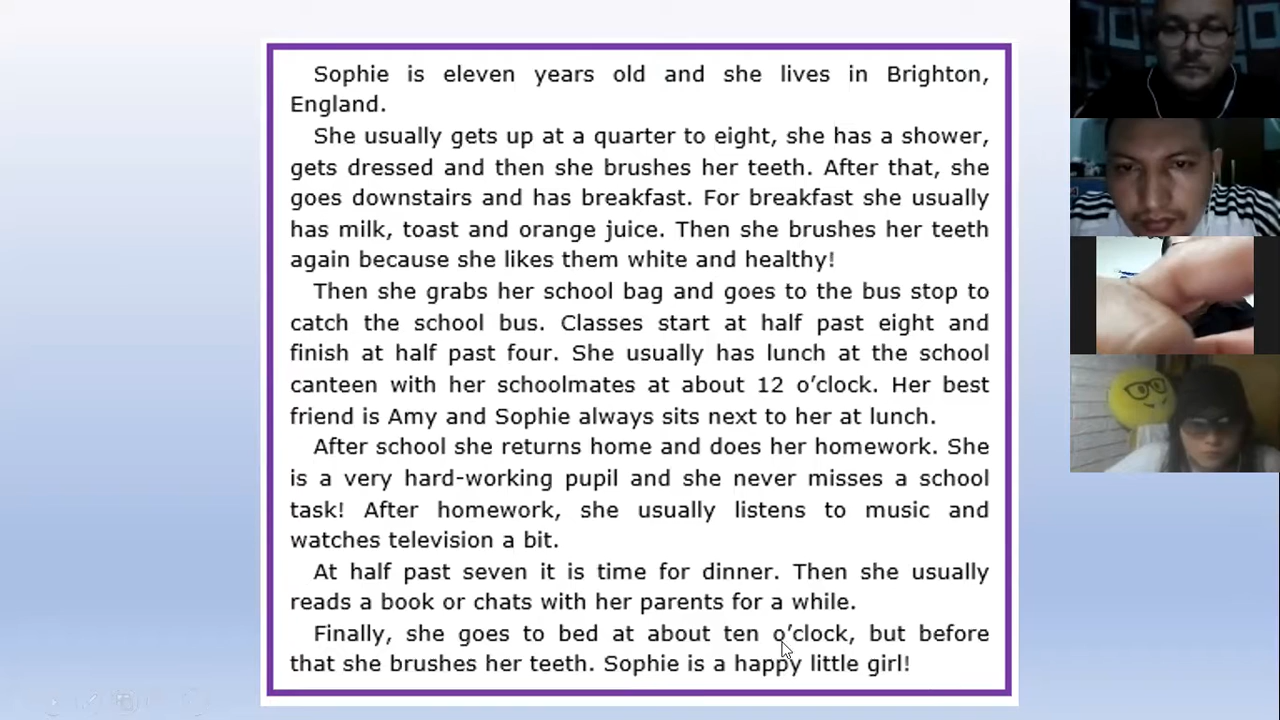 Sophie is eleven years old and she lives in Brighton,
England.
She usually gets up at a quarter to eight, she has a shower,
gets dressed and then she brushes her teeth. After that, she
goes downstairs and has breakfast. For breakfast she usually
has milk, toast and orange juice. Then she brushes her teeth
again because she likes them white and healthy!
Then she grabs her school bag and goes to the bus stop to
catch the school bus. Classes start at half past eight and
finish at half past four. She usually has lunch at the school
canteen with her schoolmates at about 12 o’clock. Her best
friend is Amy and Sophie always sits next to her at lunch.
After school she returns home and does her homework. She
is a very hard-working pupil and she never misses a school
task! After homework, she usually listens to music and
watches television a bit.
At half past seven it is time for dinner. Then she usually
reads a book or chats with her parents for a while.
Finally, she goes to bed at about ten o’clock, but before
that she brushes her teeth. Sophie is a happy little girl!